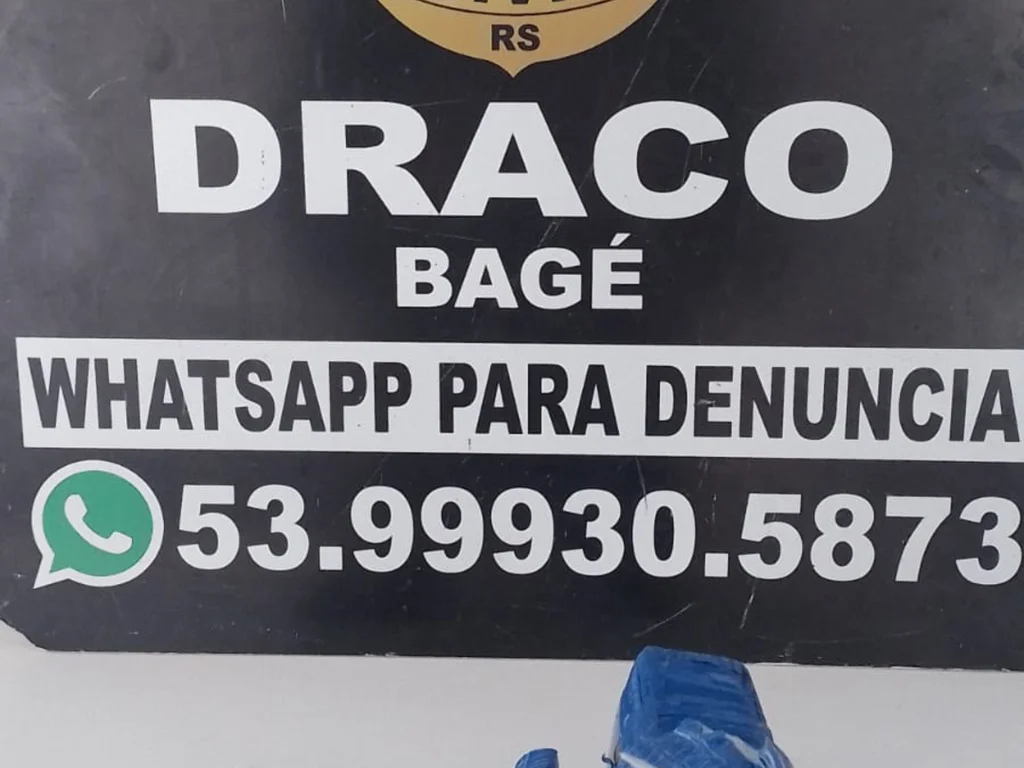 RS
DRACO
BAGÉ
WHATSAPP PARA DENUNCIA
53.99930.5873